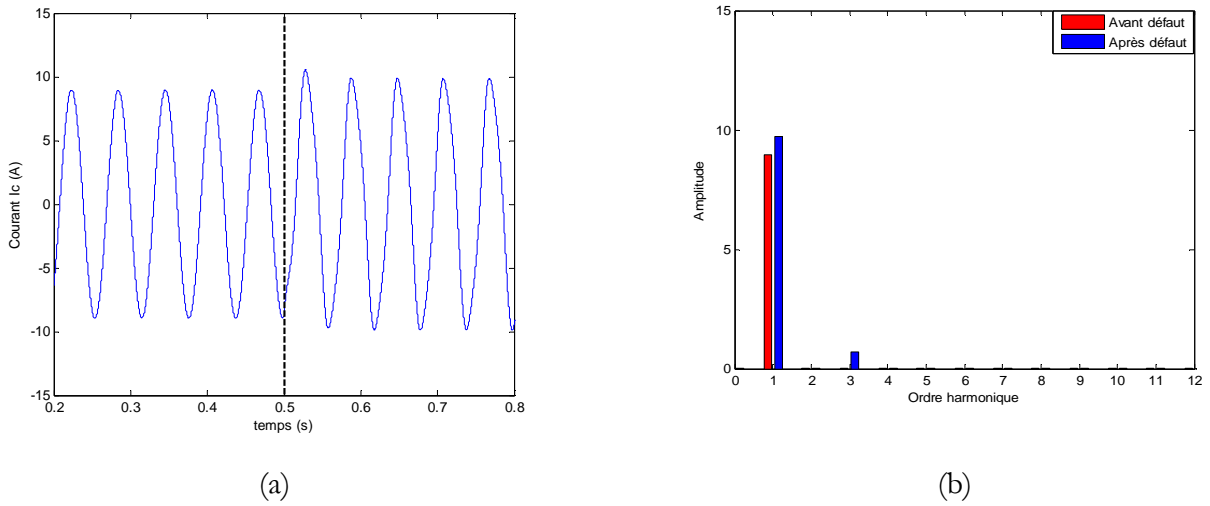 15
10
5
0
-5
-10
-15
0.2 0.3 0.4 0.5 0.6 0.7 0.8
Courant Ic (A)
temps (s)
(a)
15
10
5
0
0 1 2 3 4 5 6 7 8 9 10 11 12
Amplitude
Ordre harmonique
Avant défaut
Après défaut
(b)